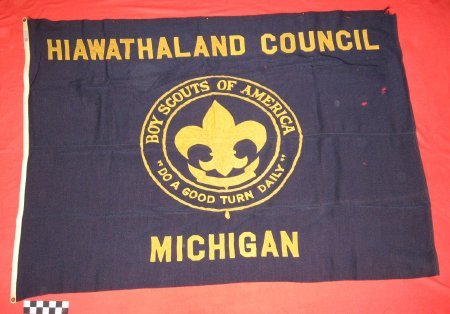 HIAWATHALAND COUNCIL
BOY SCOUTS OF AMERICA
"DO A GOOD TURN DAILY"
MICHIGAN